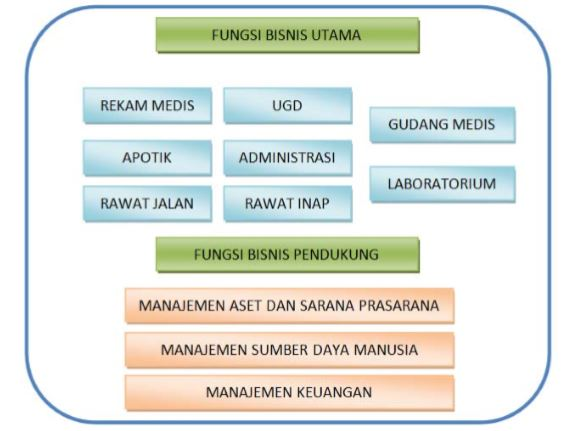 FUNGSI BISNIS UTAMA
REKAM MEDIS
UGD
GUDANG MEDIS
APOTIK
ADMINISTRASI
LABORATORIUM
RAWAT JALAN
RAWAT INAP
FUNGSI BISNIS PENDUKUNG
MANAJEMEN ASET DAN SARANA PRASARANA
MANAJEMEN SUMBER DAYA MANUSIA
MANAJEMEN KEUANGAN